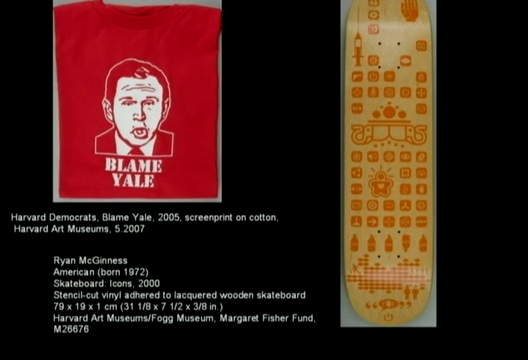 BLAME
YALE
Harvard Democrats, Blame Yale, 2005, screenprint on cotton,
Harvard Art Museums, 5.2007
Ryan McGinness
American (born 1972)
Skateboard: Icons, 2000
Stencil-cut vinyl adhered to lacquered wooden skateboard
79 x 19 x 1 cm (31 1/8 x 7 1/2 x 3/8 in.)
Harvard Art Museums/Fogg Museum, Margaret Fisher Fund,
M26676